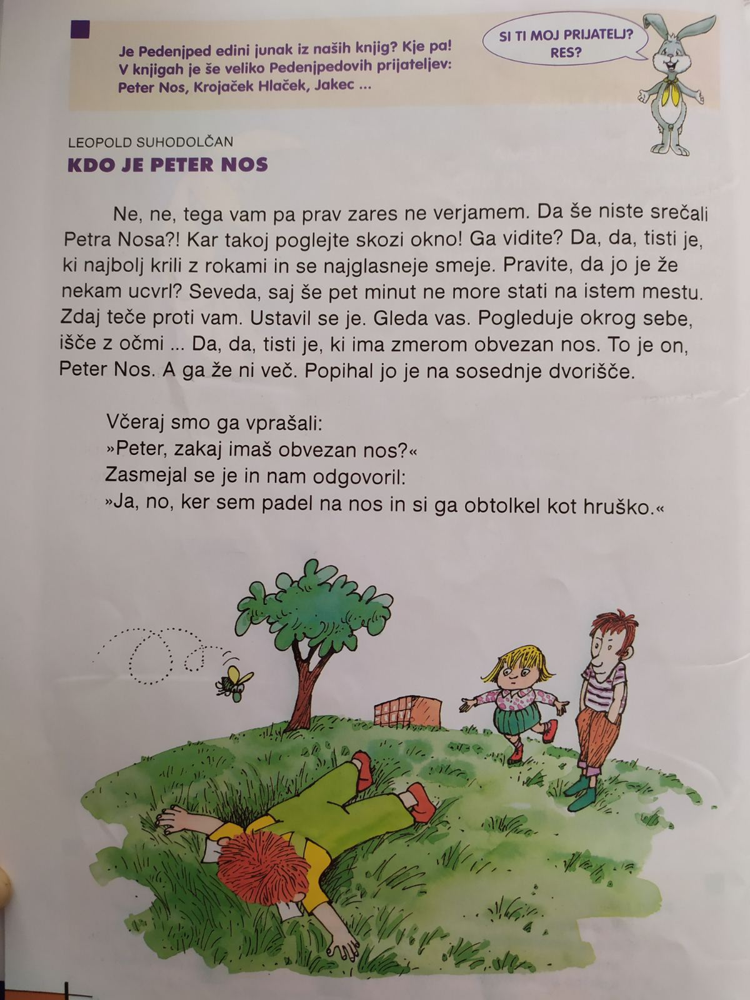 Je Pedenjped edini junak iz naših knjig? Kje pa!
V knjigah je še veliko Pedenjpedovih prijateljev:
Peter Nos, Krojaček Hlaček, Jakec ...
SI TI MOJ PRIJATELJ?
RES?
LEOPOLD SUHODOLČAN
KDO JE PETER NOS
Ne, ne, tega vam pa prav zares ne verjamem. Da še niste srečali
Petra Nosa?! Kar takoj poglejte skozi okno! Ga vidite? Da, da, tisti je,
ki najbolj krili z rokami in se najglasneje smeje. Pravite, da jo je že
nekam ucvrl? Seveda, saj še pet minut ne more stati na istem mestu.
Zdaj teče proti vam. Ustavil se je. Gleda vas. Pogleduje okrog sebe,
išče z očmi ... Da, da, tisti je, ki ima zmerom obvezan nos. To je on,
Peter Nos. A ga že ni več. Popihal jo je na sosednje dvorišče.
Včeraj smo ga vprašali:
»Peter, zakaj imaš obvezan nos?«
Zasmejal se je in nam odgovoril:
»Ja, no, ker sem padel na nos in si ga obtolkel kot hruško.«